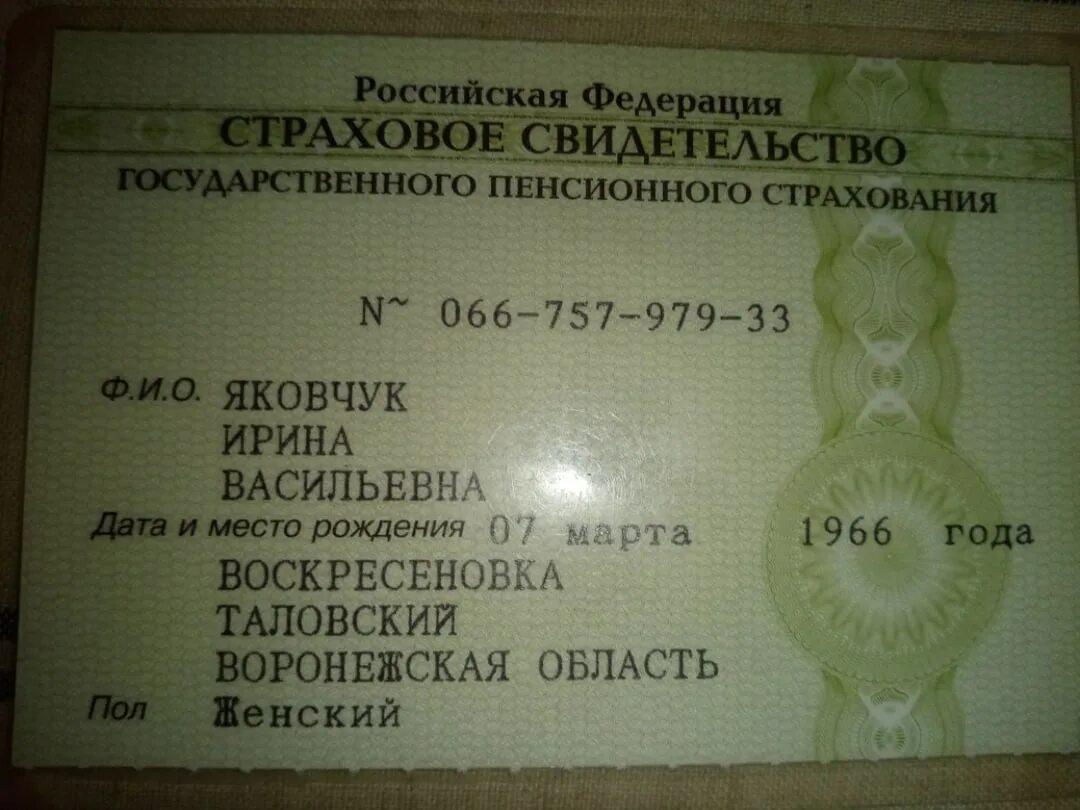 Российская Федерация
СТРАХОВОЕ СВИДЕТЕЛЬСТВО
ГОСУДАРСТВЕННОГО ПЕНСИОННОГО СТРАХОВАНИЯ
N~ 066-757-979-33
Ф.И.О. ЯКОВЧУК
ИРИНА
ВАСИЛЬЕВНА
Дата и место рождения 07 марта 1966 года
ВОСКРЕСЕНОВКА
ТАЛОВСКИЙ
ВОРОНЕЖСКАЯ ОБЛАСТЬ
Пол Женский